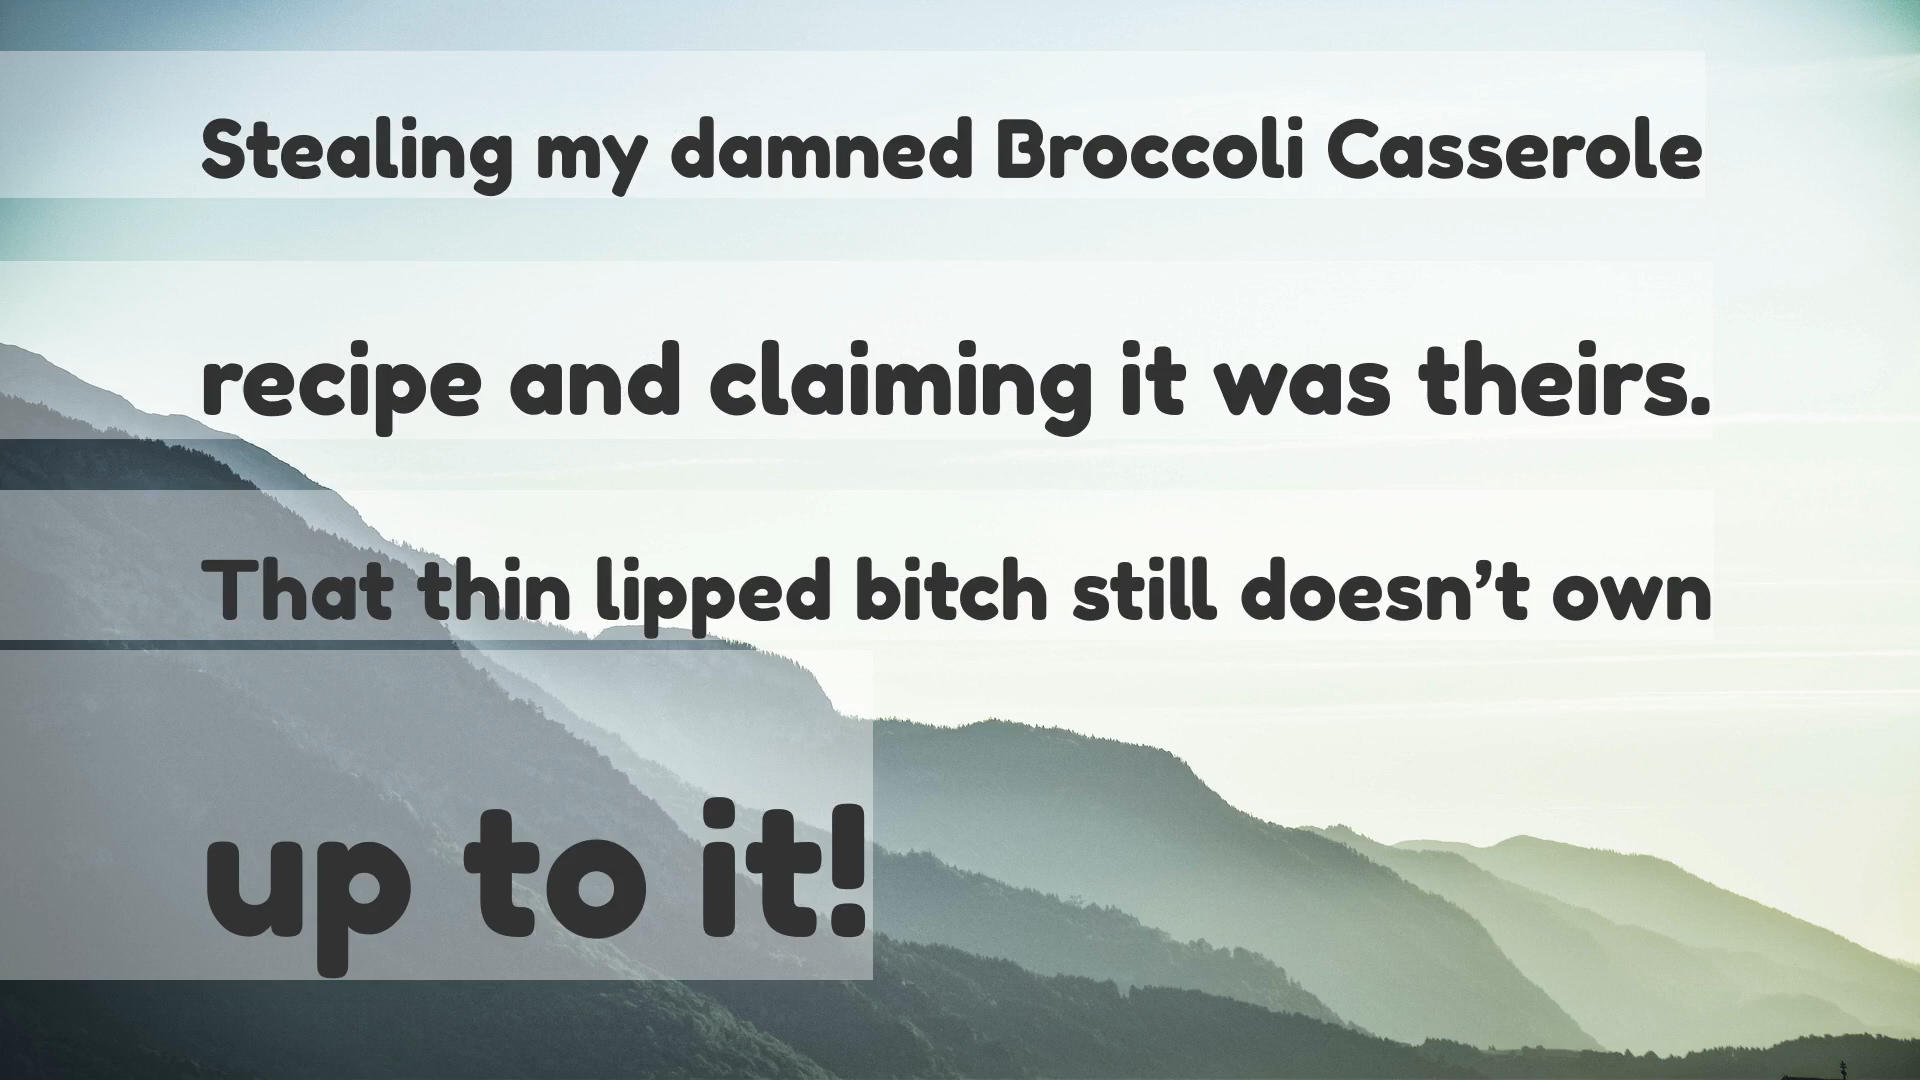 Stealing my damned Broccoli Casserole
recipe and claiming it was theirs.
That thin lipped bitch still doesn’t own
up to it!